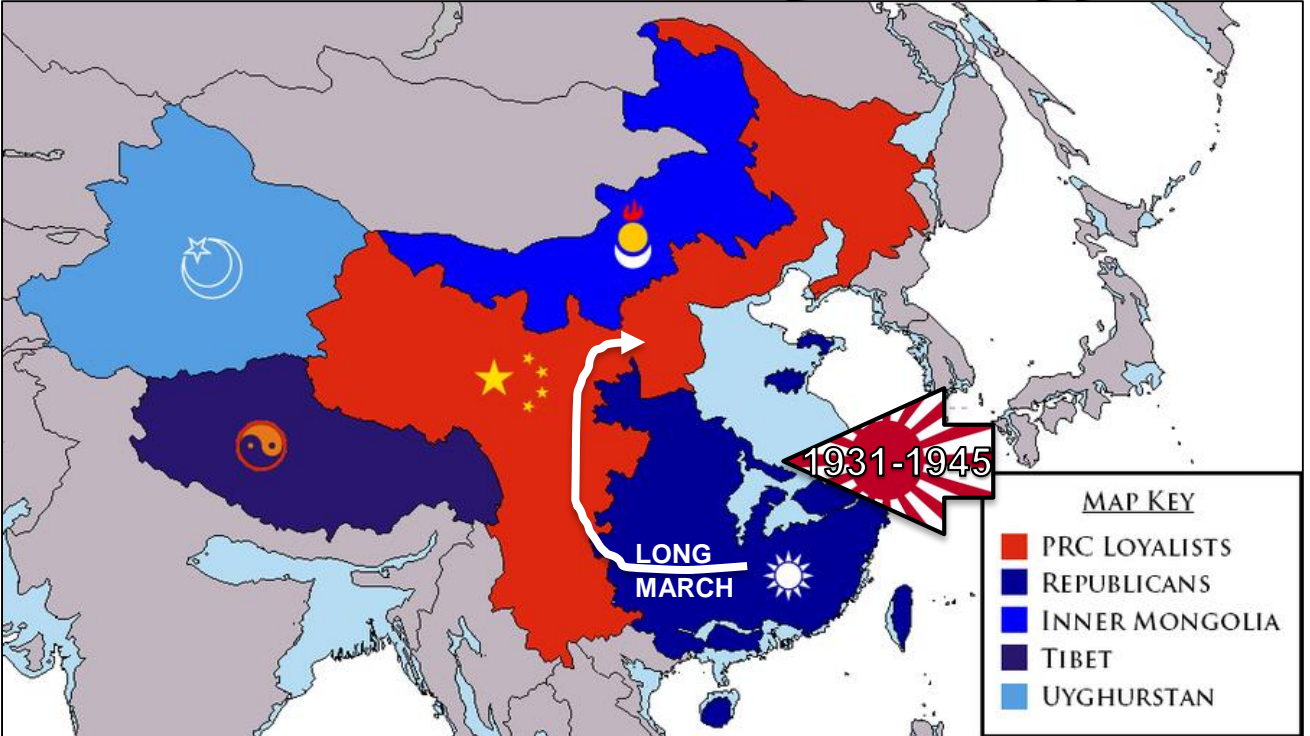 1931-1945
LONG
MARCH
MAP KEY
PRC LOYALISTS
REPUBLICANS
INNER MONGOLIA
TIBET
UYGHURSTAN